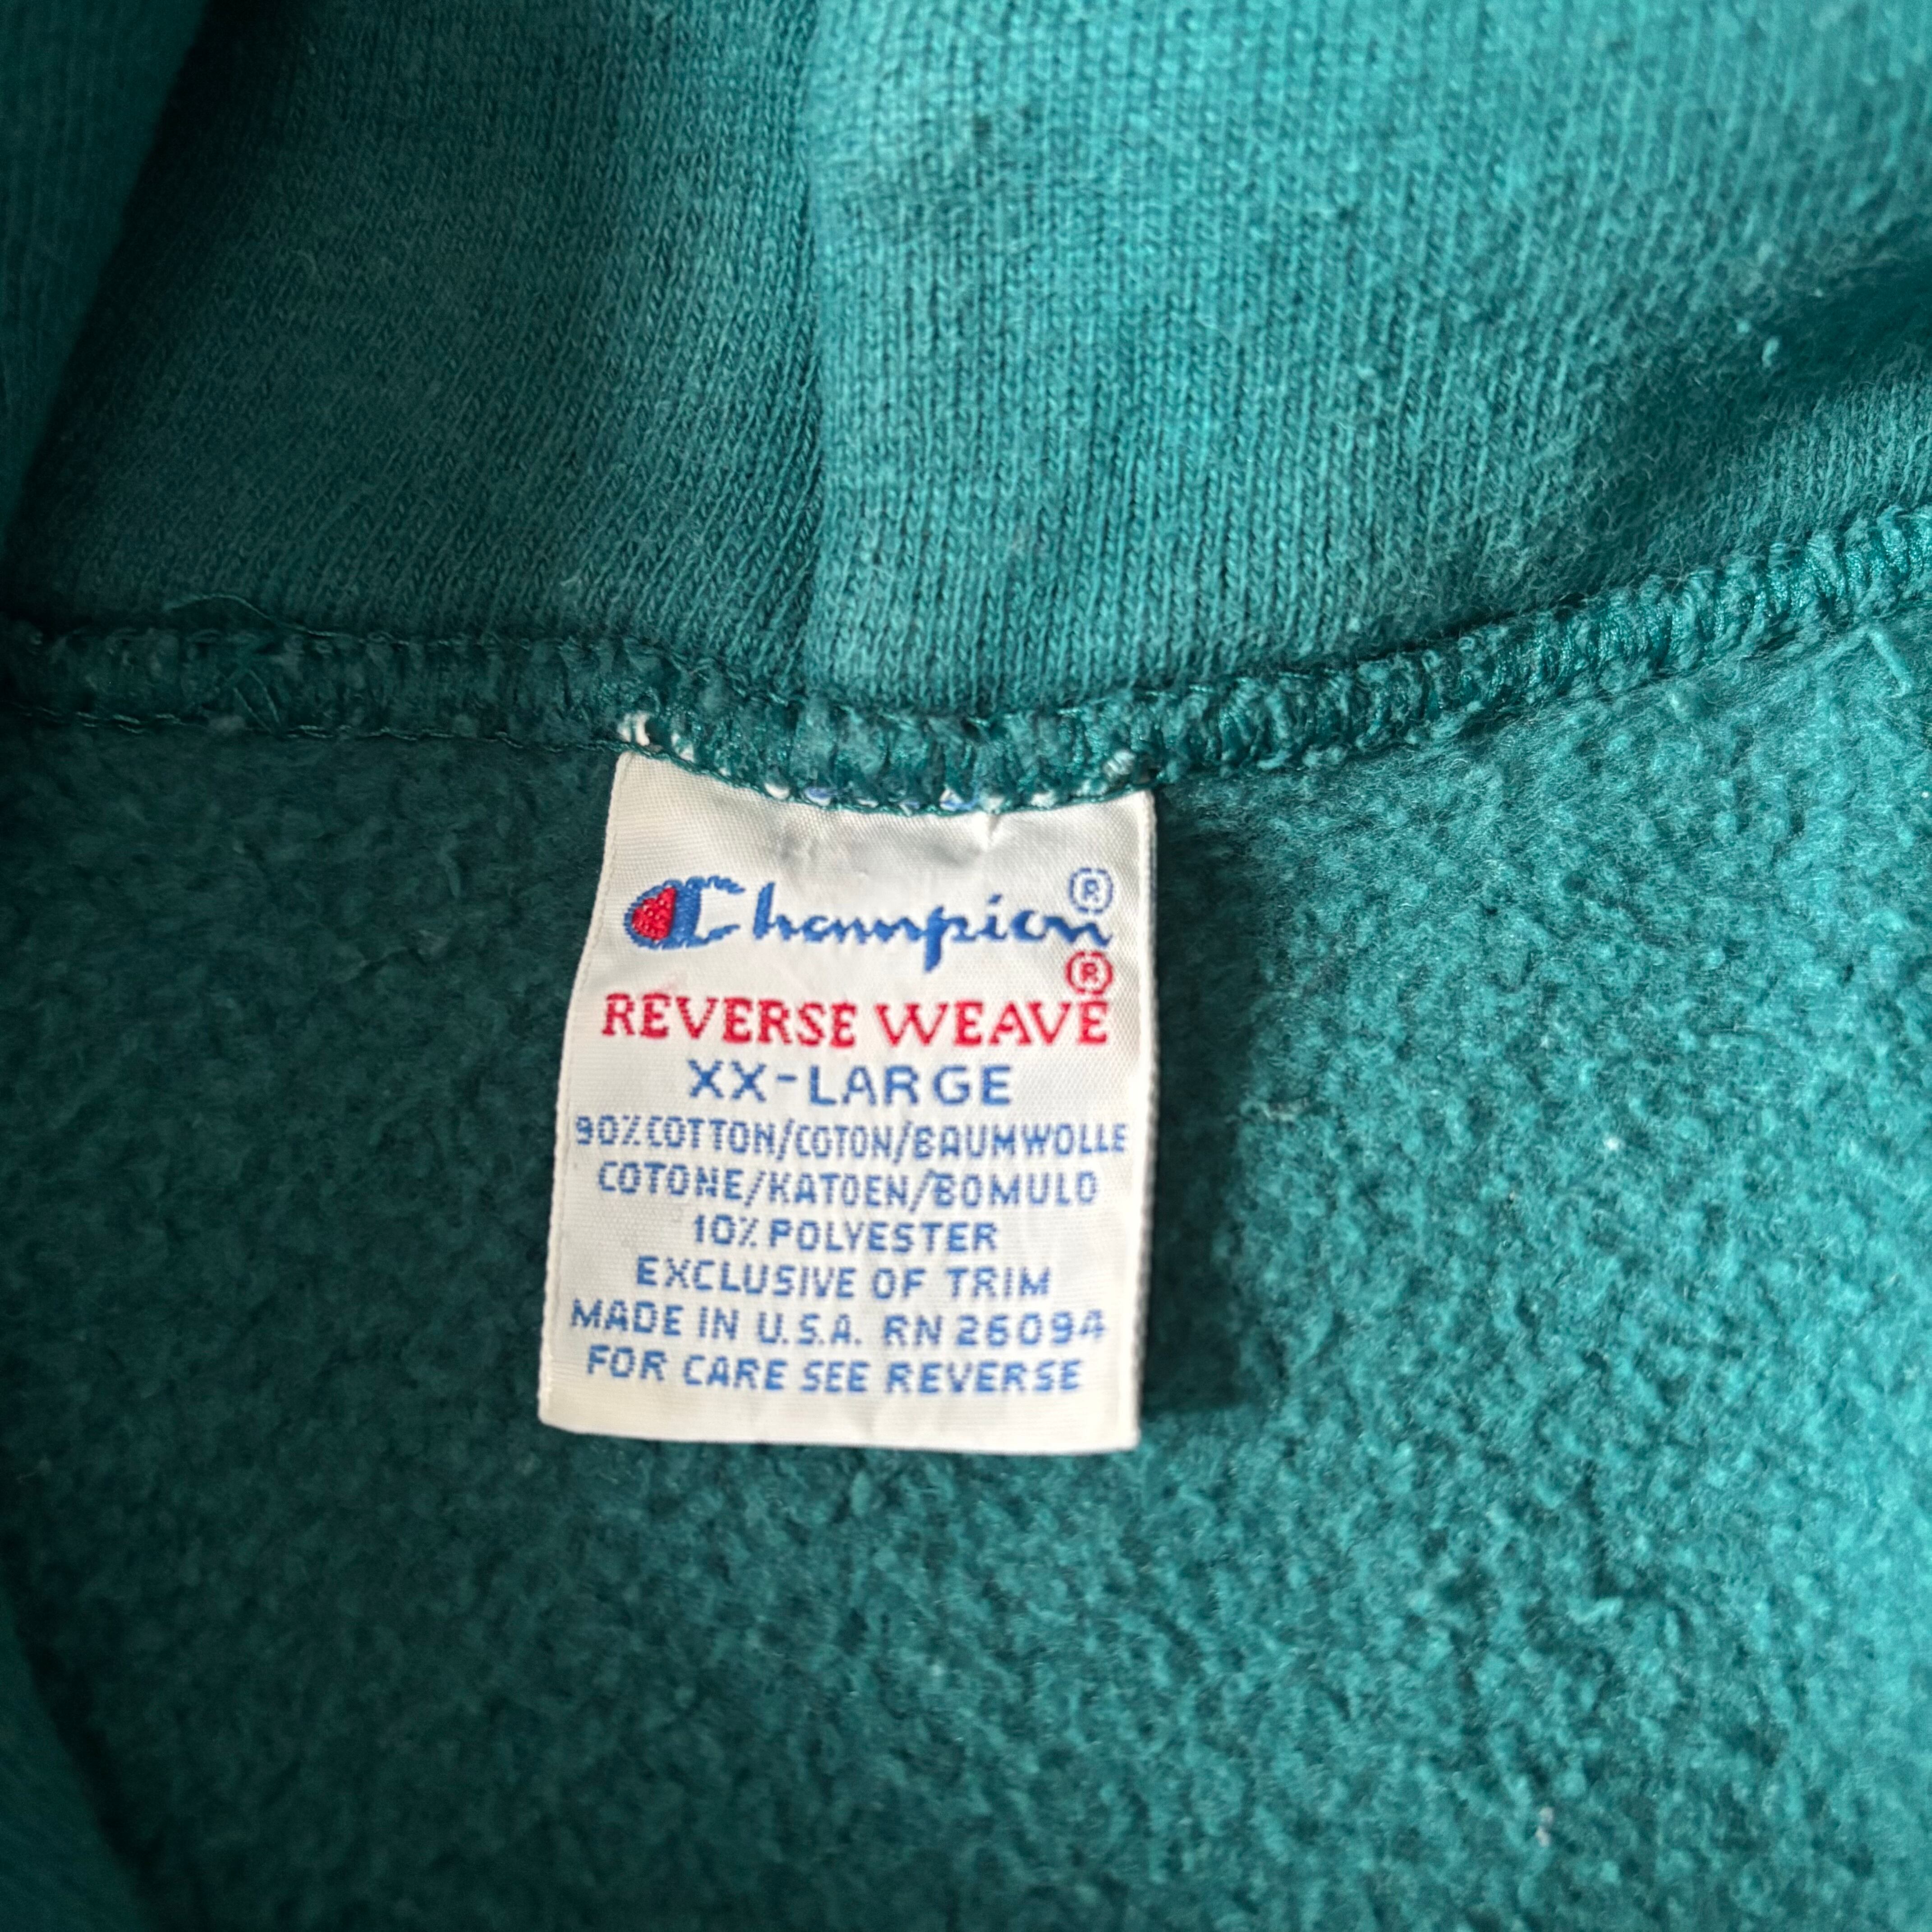 Champion®
REVERSE WEAVE®
XX-LARGE
90% COTTON/COTON/BAUMWOLLE
COTONE/KATOEN/BOMULD
10% POLYESTER
EXCLUSIVE OF TRIM
MADE IN U.S.A. RN 26094
FOR CARE SEE REVERSE